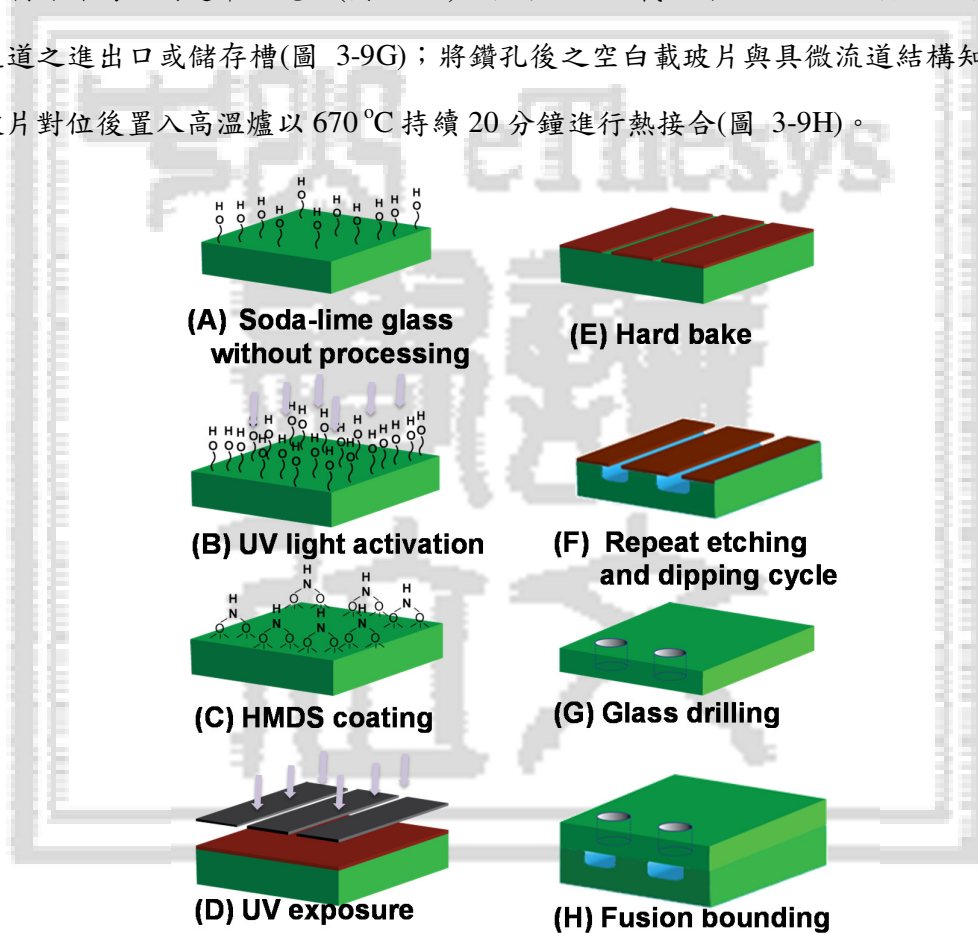 道之進出口或儲存槽(圖 3-9G)；將鑽孔後之空白載玻片與具微流道結構知
片對位後置入高溫爐以 670 °C 持續 20 分鐘進行熱接合(圖 3-9H)。
eThesys
(A) Soda-lime glass
without processing
(B) UV light activation
(C) HMDS coating
(D) UV exposure
(E) Hard bake
(F) Repeat etching
and dipping cycle
(G) Glass drilling
(H) Fusion bounding